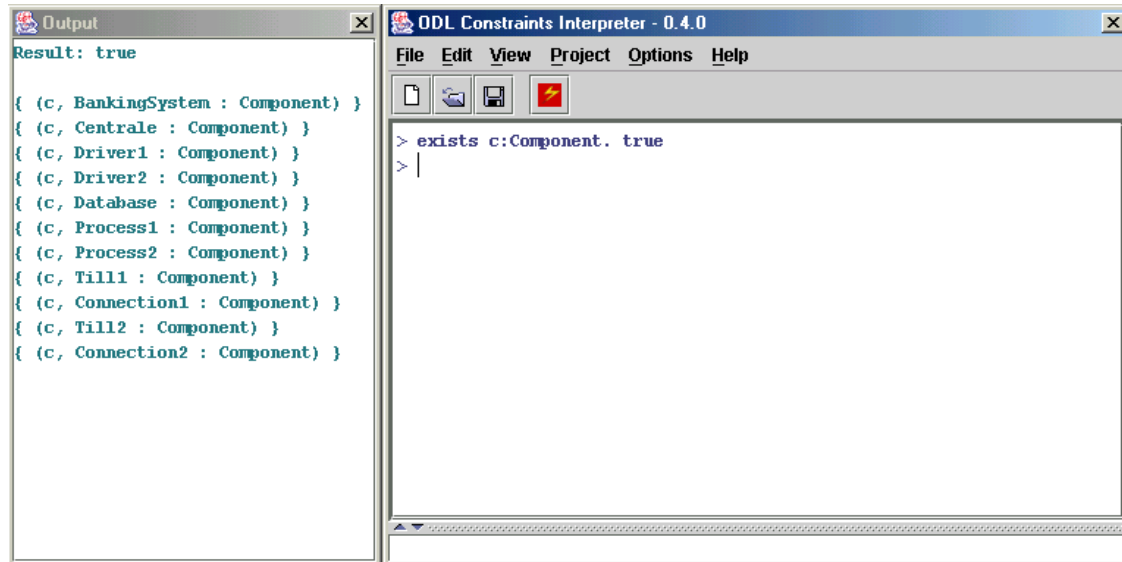 Output
Result: true
{ (c, BankingSystem : Component) }
{ (c, Centrale : Component) }
{ (c, Driver1 : Component) }
{ (c, Driver2 : Component) }
{ (c, Database : Component) }
{ (c, Process1 : Component) }
{ (c, Process2 : Component) }
{ (c, Till1 : Component) }
{ (c, Connection1 : Component) }
{ (c, Till2 : Component) }
{ (c, Connection2 : Component) }
ODL Constraints Interpreter - 0.4.0
File Edit View Project Options Help
> exists c:Component. true
>